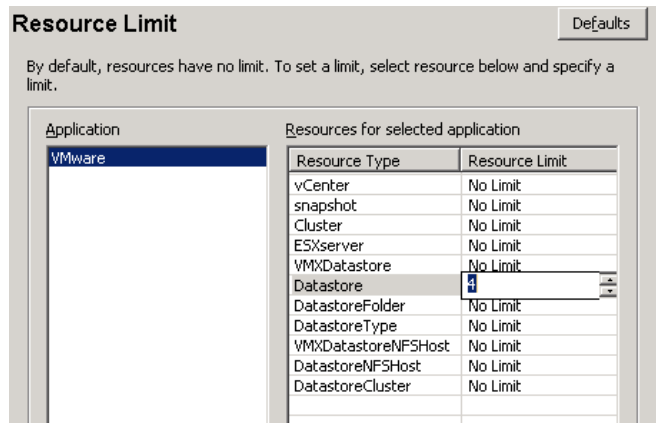 Resource Limit
Defaults
By default, resources have no limit. To set a limit, select resource below and specify a
limit.
Application
Resources for selected application
VMware
Resource Type Resource Limit
vCenter No Limit
snapshot No Limit
Cluster No Limit
ESXserver No Limit
VMXDatastore No Limit
Datastore 4
DatastoreFolder No Limit
DatastoreType No Limit
VMXDatastoreNFSHost No Limit
DatastoreNFSHost No Limit
DatastoreCluster No Limit